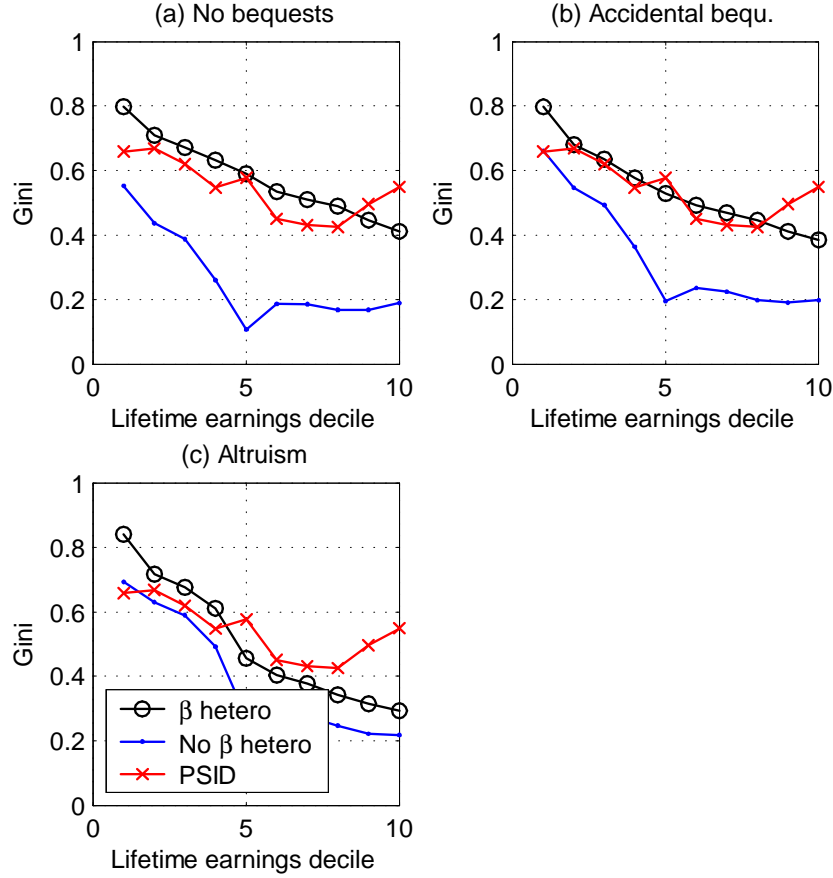 (a) No bequests
1
0.8
0.6
0.4
0.2
0
Gini
0 5 10
Lifetime earnings decile
(b) Accidental bequ.
1
0.8
0.6
0.4
0.2
0
Gini
0 5 10
Lifetime earnings decile
(c) Altruism
1
0.8
0.6
0.4
0.2
0
Gini
β hetero
No β hetero
PSID
0 5 10
Lifetime earnings decile